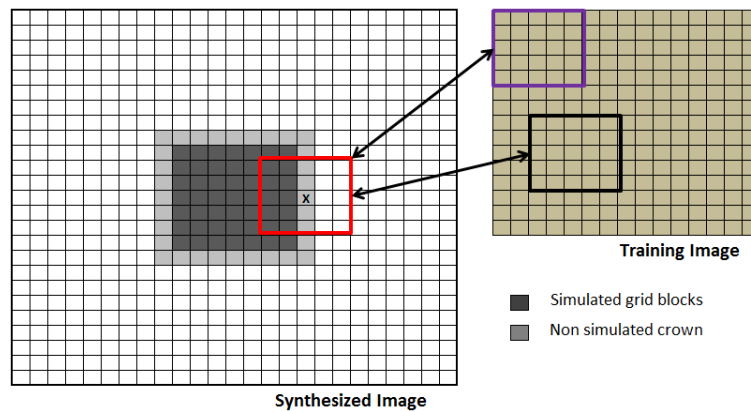 X
Training Image
Simulated grid blocks
Non simulated crown
Synthesized Image